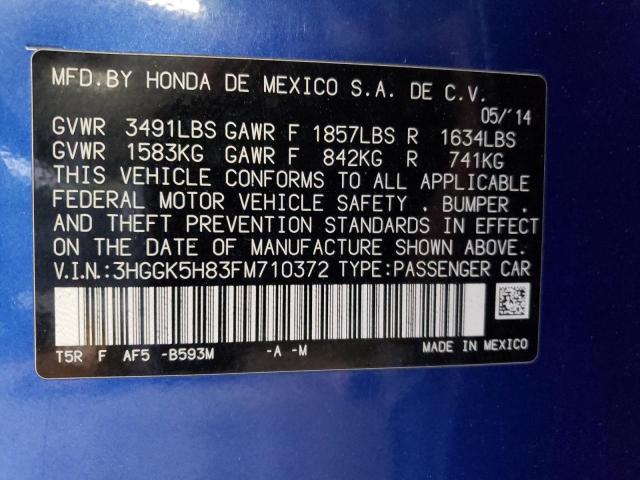 MFD.BY HONDA DE MEXICO S.A. DE C.V.
05/'14
GVWR 3491LBS GAWR F 1857LBS R 1634LBS
GVWR 1583KG GAWR F 842KG R 741KG
THIS VEHICLE CONFORMS TO ALL APPLICABLE
FEDERAL MOTOR VEHICLE SAFETY . BUMPER .
AND THEFT PREVENTION STANDARDS IN EFFECT
ON THE DATE OF MANUFACTURE SHOWN ABOVE.
V.I.N.:3HGGK5H83FM710372 TYPE:PASSENGER CAR
T5R F AF5 -B593M -A -M MADE IN MEXICO